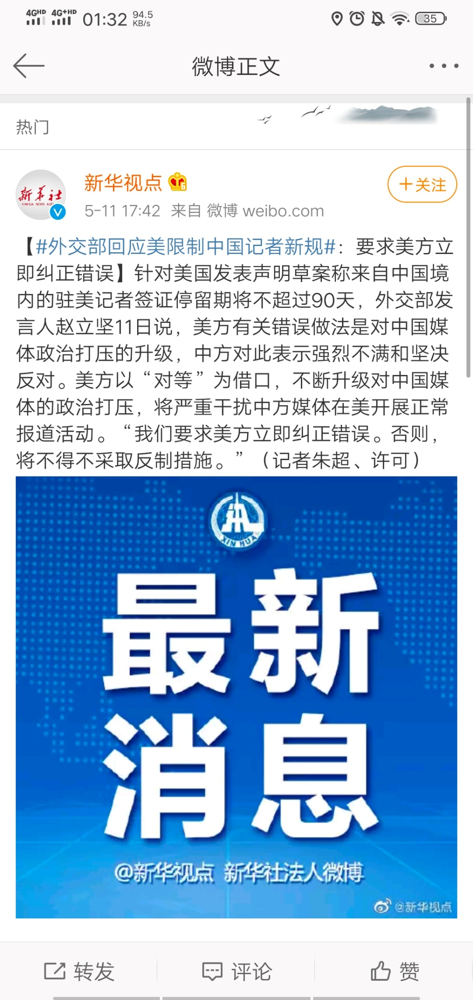 4GHD 4G+HD 01:32 94.5 KB/s 35
微博正文
热门
新华社
XINHUA NEWS AGE
新华视点 6
+关注
5-11 17:42 来自 微博 weibo.com
【#外交部回应美限制中国记者新规#：要求美方立
即纠正错误】针对美国发表声明草案称来自中国境
内的驻美记者签证停留期将不超过90天，外交部发
言人赵立坚11日说，美方有关错误做法是对中国媒
体政治打压的升级，中方对此表示强烈不满和坚决
反对。美方以“对等”为借口，不断升级对中国媒
体的政治打压，将严重干扰中方媒体在美开展正常
报道活动。“我们要求美方立即纠正错误。否则，
将不得不采取反制措施。”（记者朱超、许可）
XIN HUA
最新
消息
@新华视点 新华社法人微博
@新华视点
转发 评论 赞